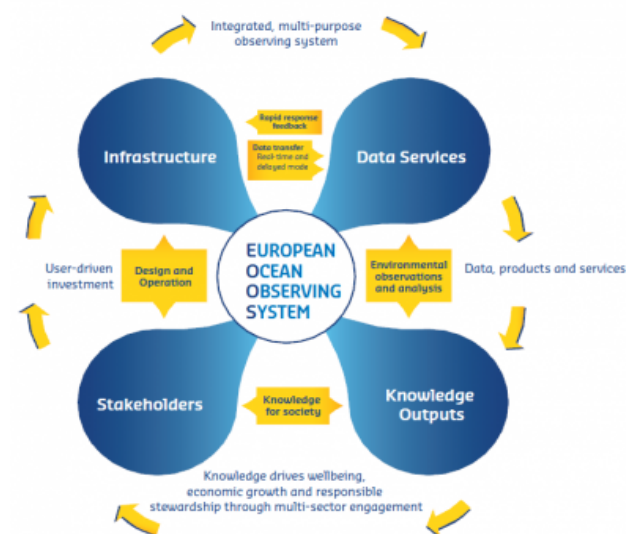 Integrated, multi-purpose
observing system
Rapid response
feedback
Infrastructure
Data transfer
Real-time and
delayed mode
Data Services
EUROPEAN
OCEAN
OBSERVING
SYSTEM
User-driven
investment
Design and
Operation
Environmental
observations
and analysis
Data, products and services
Stakeholders
Knowledge
for society
Knowledge
Outputs
Knowledge drives wellbeing,
economic growth and responsible
stewardship through multi-sector engagement